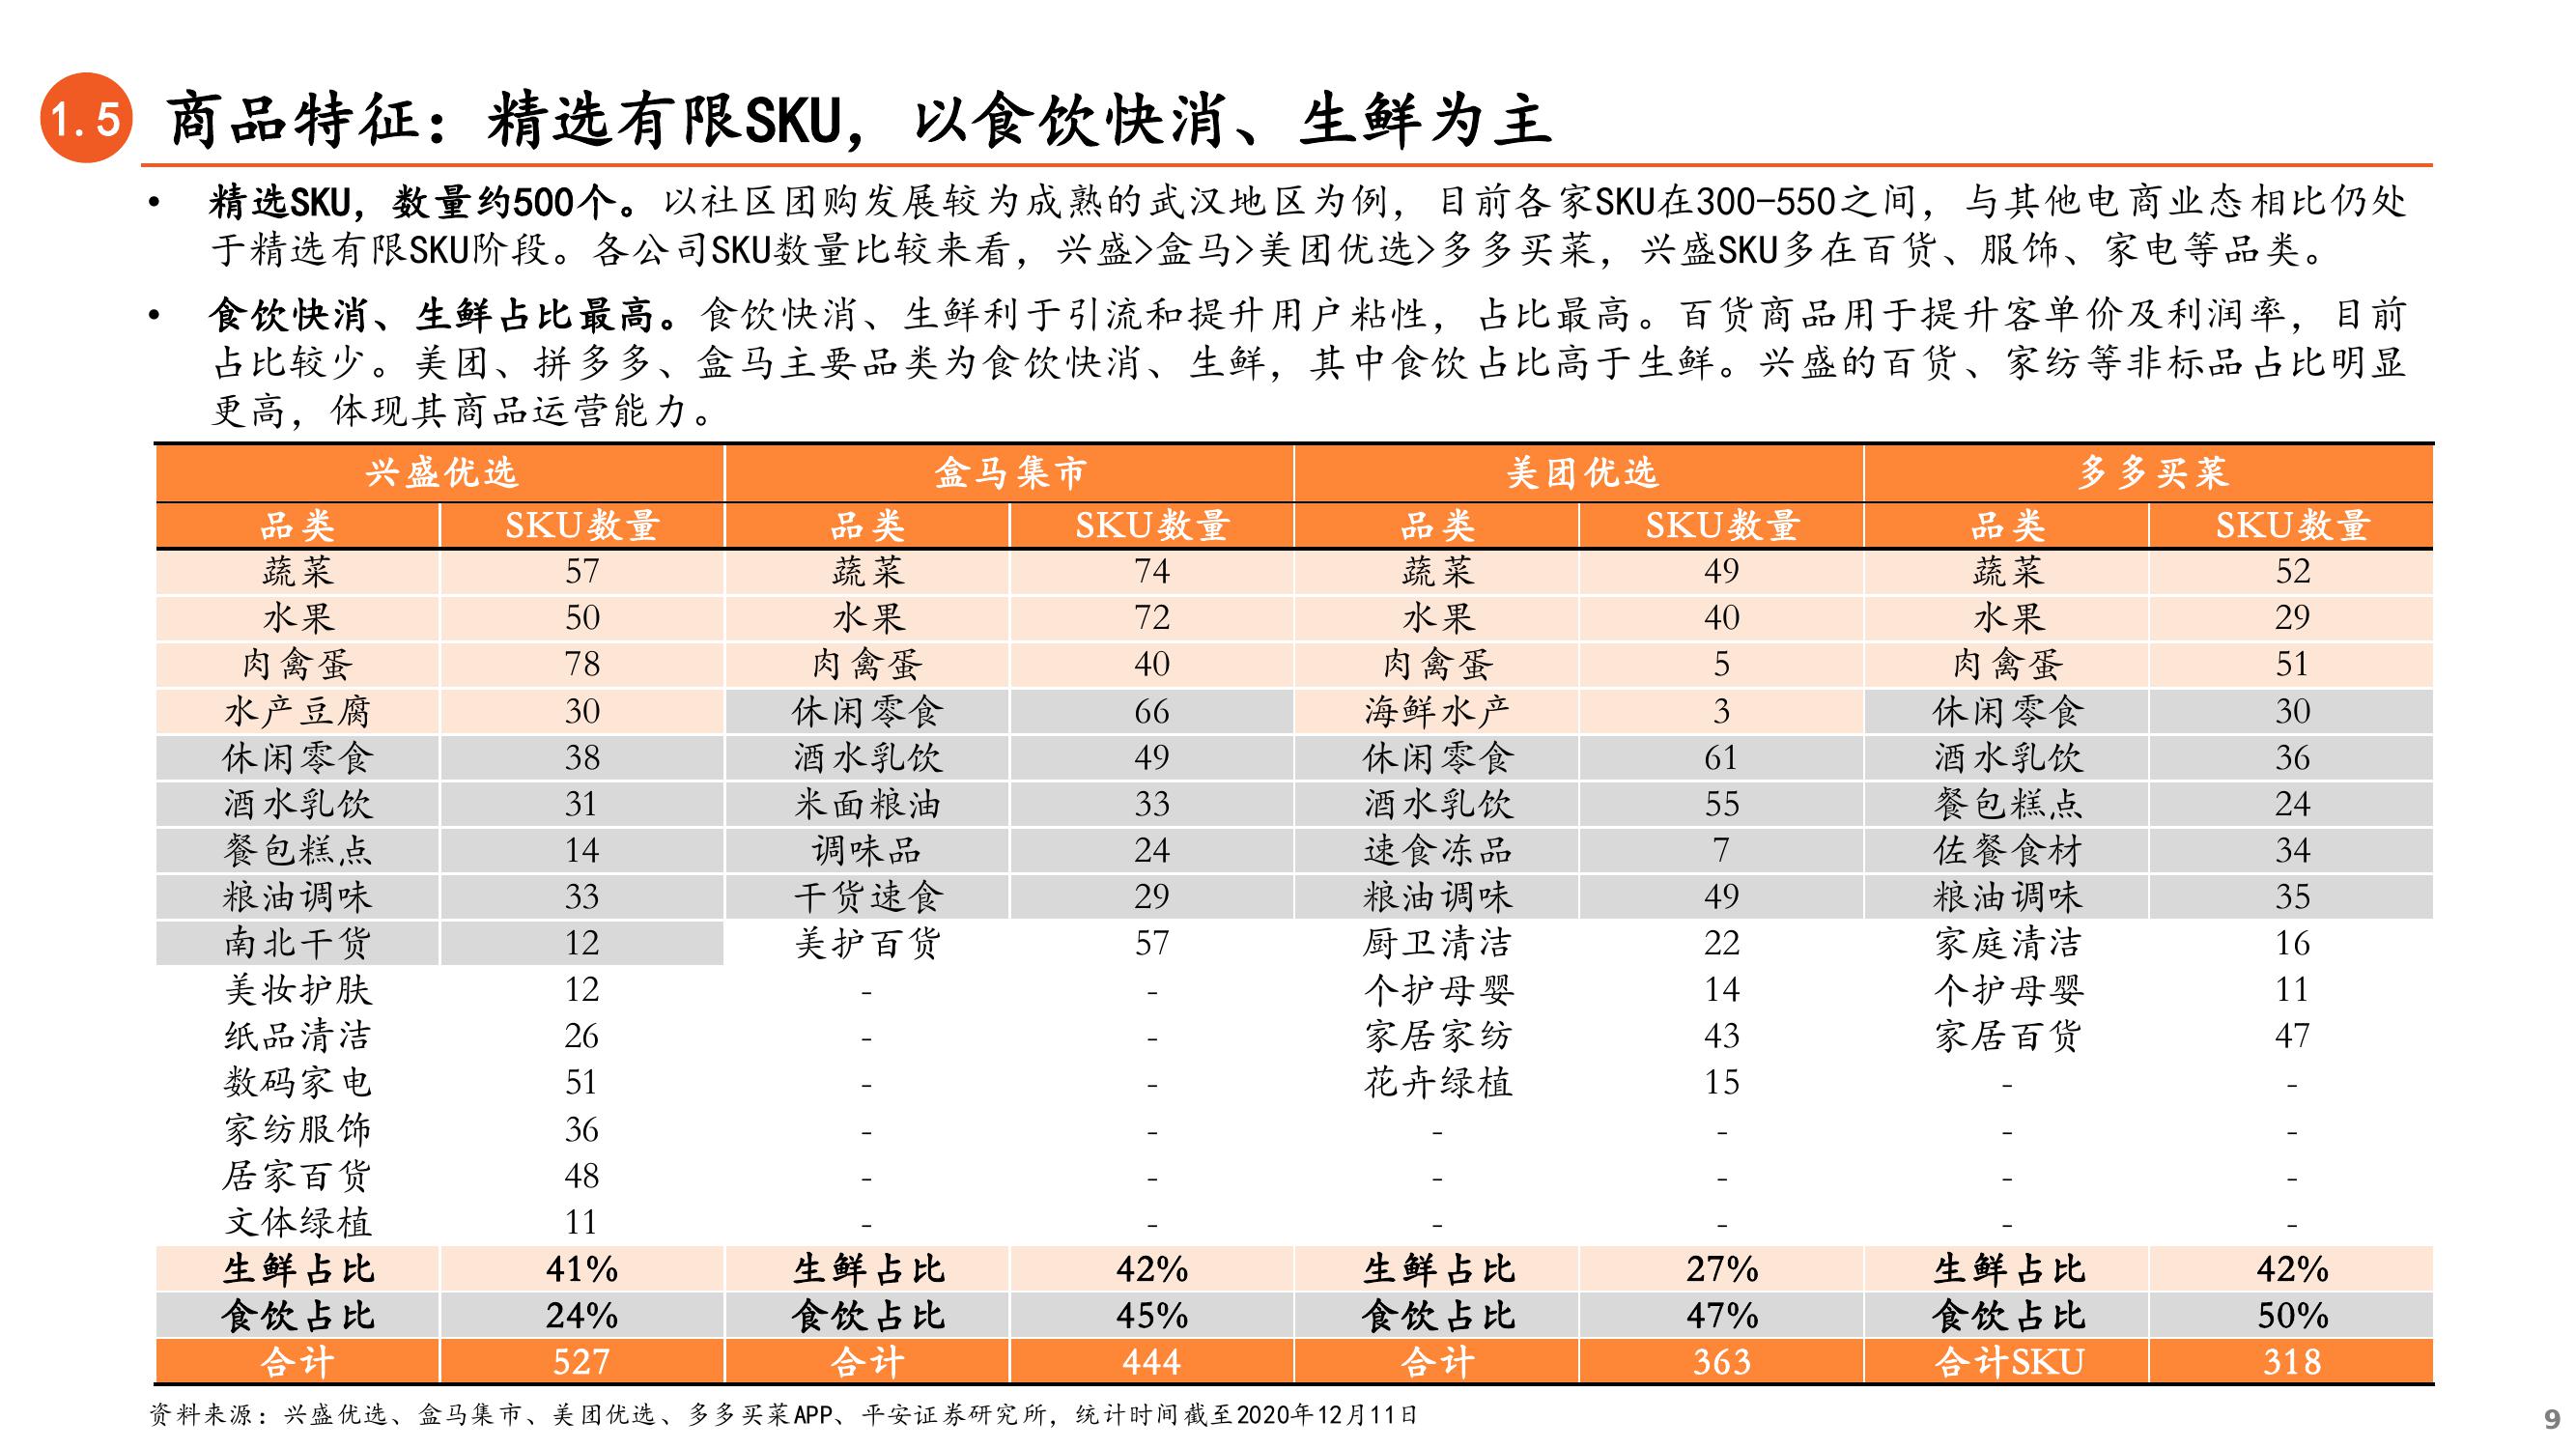 1.5 商品特征：精选有限SKU，以食饮快消、生鲜为主
• 精选SKU，数量约500个。以社区团购发展较为成熟的武汉地区为例，目前各家SKU在300-550之间，与其他电商业态相比仍处
于精选有限SKU阶段。各公司SKU数量比较来看，兴盛>盒马>美团优选>多多买菜，兴盛SKU多在百货、服饰、家电等品类。
• 食饮快消、生鲜占比最高。食饮快消、生鲜利于引流和提升用户粘性，占比最高。百货商品用于提升客单价及利润率，目前
占比较少。美团、拼多多、盒马主要品类为食饮快消、生鲜，其中食饮占比高于生鲜。兴盛的百货、家纺等非标品占比明显
更高，体现其商品运营能力。
兴盛优选 盒马集市 美团优选 多多买菜
品类 SKU数量 品类 SKU数量 品类 SKU数量 品类 SKU数量
蔬菜 57 蔬菜 74 蔬菜 49 蔬菜 52
水果 50 水果 72 水果 40 水果 29
肉禽蛋 78 肉禽蛋 40 肉禽蛋 5 肉禽蛋 51
水产豆腐 30 休闲零食 66 海鲜水产 3 休闲零食 30
休闲零食 38 酒水乳饮 49 休闲零食 61 酒水乳饮 36
酒水乳饮 31 米面粮油 33 酒水乳饮 55 餐包糕点 24
餐包糕点 14 调味品 24 速食冻品 7 佐餐食材 34
粮油调味 33 干货速食 29 粮油调味 49 粮油调味 35
南北干货 12 美护百货 57 厨卫清洁 22 家庭清洁 16
美妆护肤 12 - - 个护母婴 14 个护母婴 11
纸品清洁 26 - - 家居家纺 43 家居百货 47
数码家电 51 - - 花卉绿植 15 - -
家纺服饰 36 - - - - - -
居家百货 48 - - - - - -
文体绿植 11 - - - - - -
生鲜占比 41% 生鲜占比 42% 生鲜占比 27% 生鲜占比 42%
食饮占比 24% 食饮占比 45% 食饮占比 47% 食饮占比 50%
合计 527 合计 444 合计 363 合计SKU 318
资料来源：兴盛优选、盒马集市、美团优选、多多买菜APP、平安证券研究所，统计时间截至2020年12月11日
9